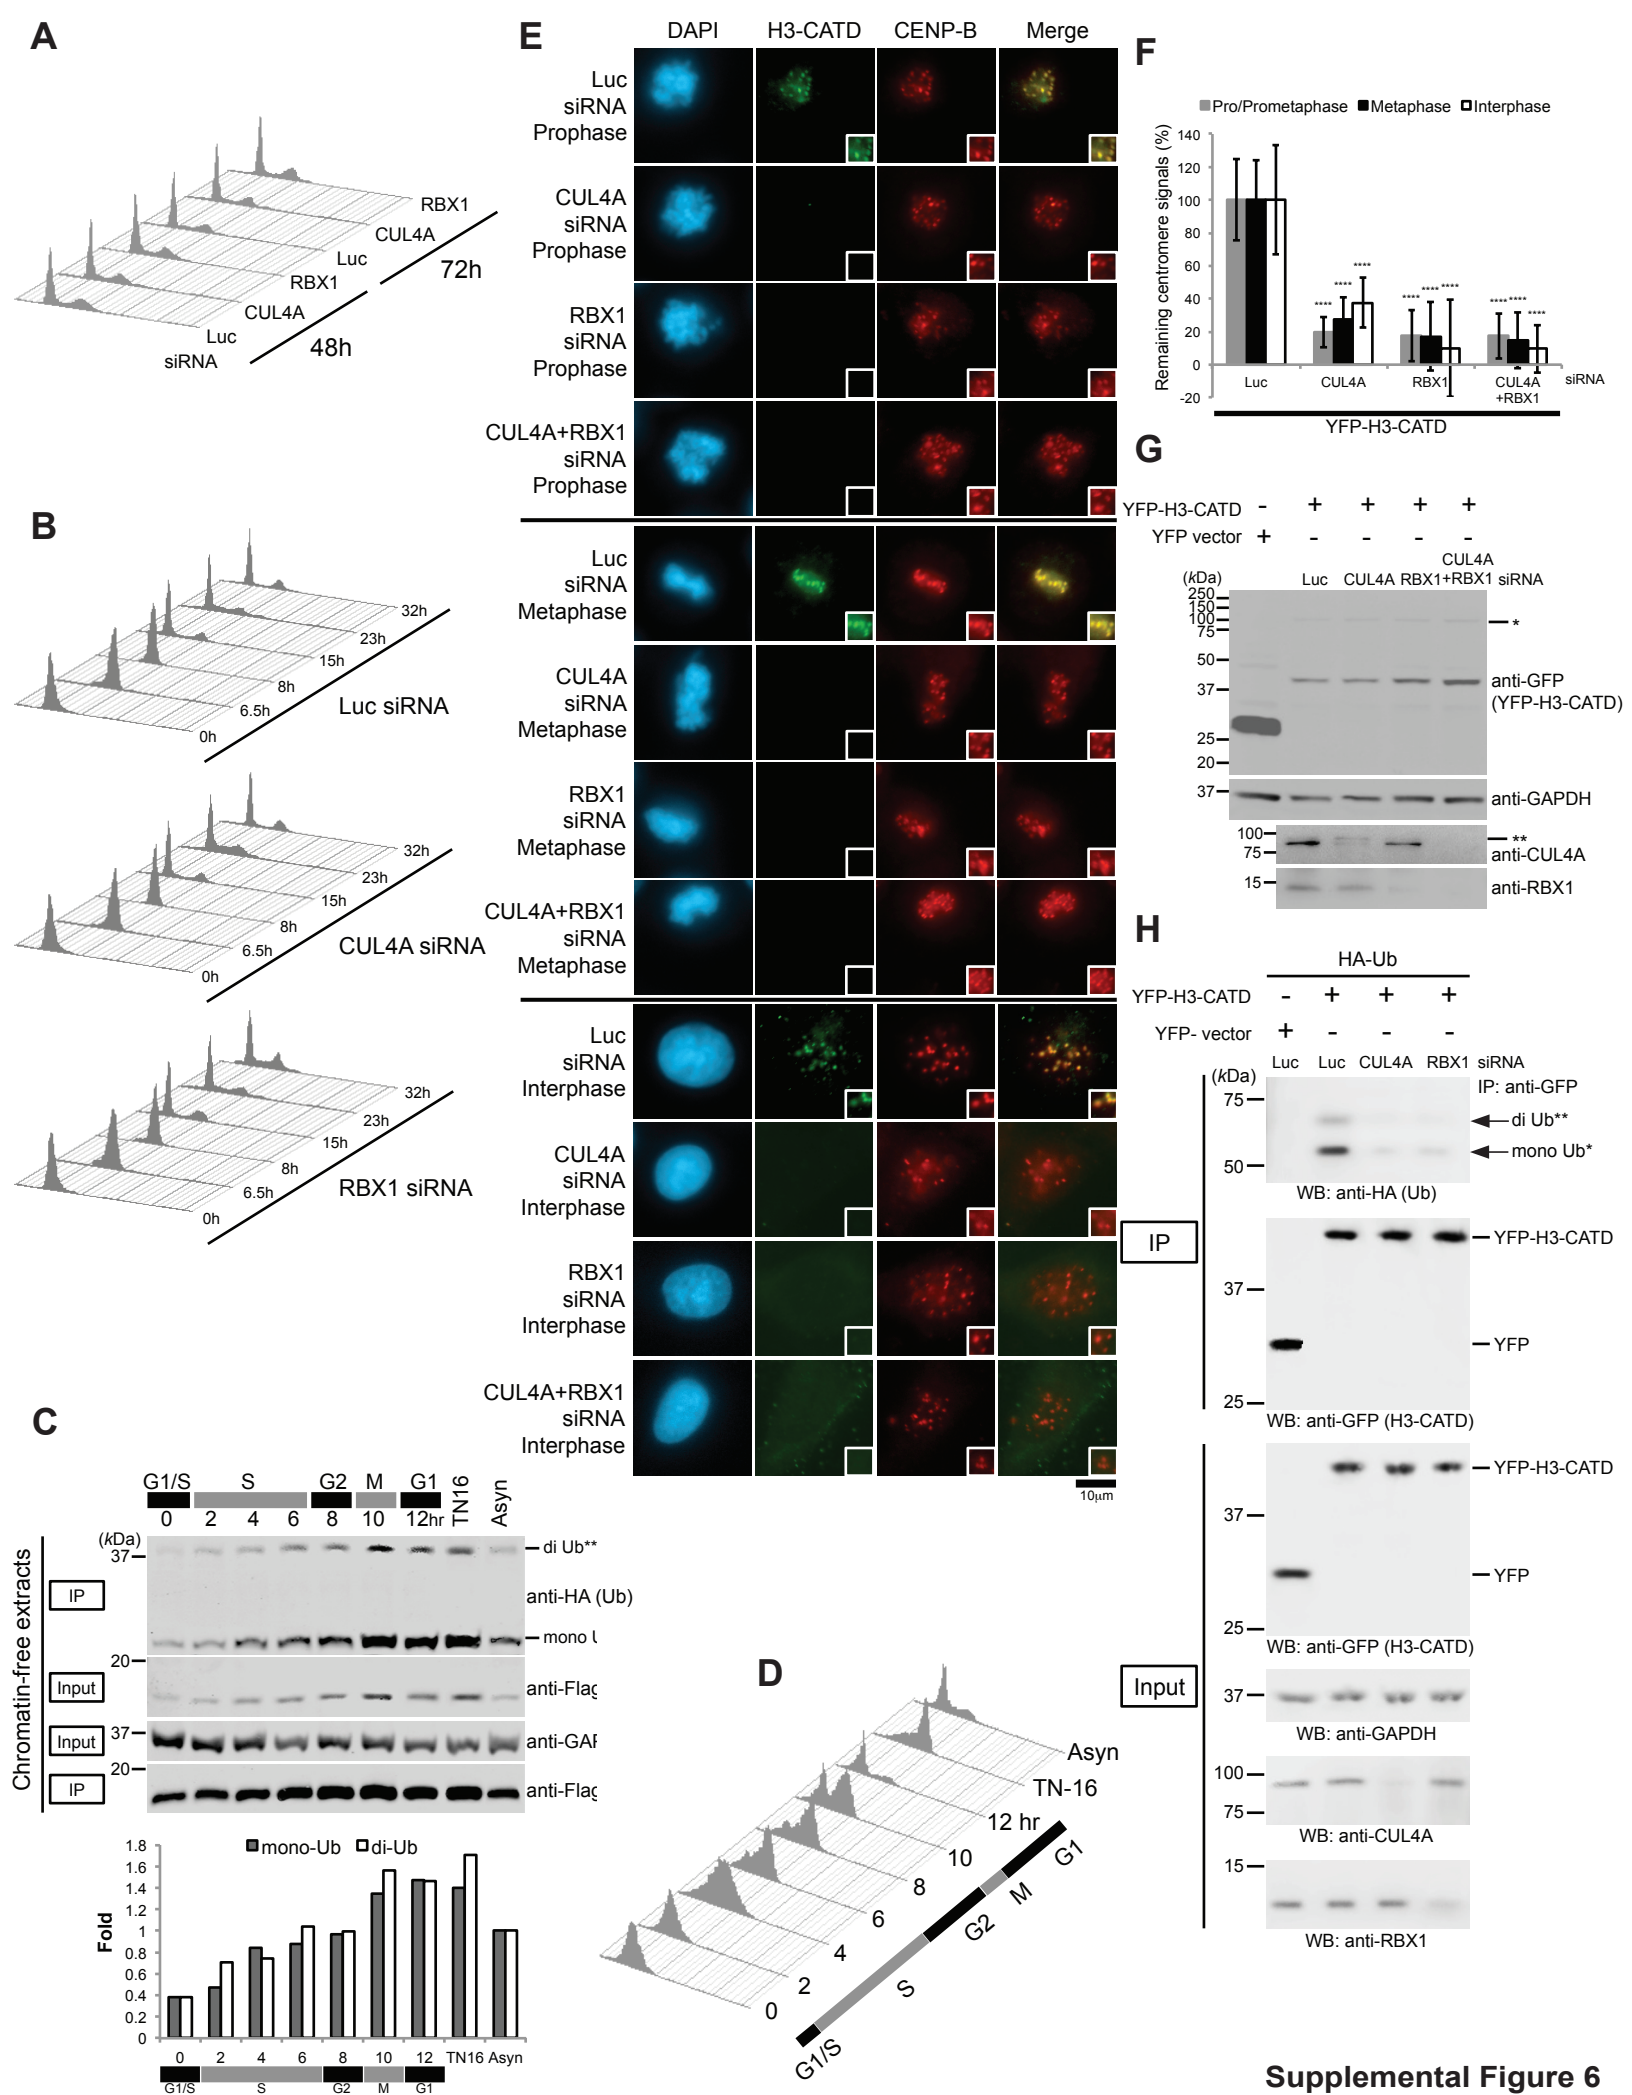 A
RBX1
CUL4A
Luc
72h
RBX1
CUL4A
Luc
siRNA
48h
B
32h
23h
15h
8h
6.5h
0h
Luc siRNA
32h
23h
15h
8h
6.5h
0h
CUL4A siRNA
32h
23h
15h
8h
6.5h
0h
RBX1 siRNA
C
G1/S S G2 M G1 TN16 Asyn
0 2 4 6 8 10 12hr
(kDa)
Chromatin-free extracts
37
di Ub**
IP
anti-HA (Ub)
mono U
20
Input
anti-Flag
Input
37
anti-GAP
20
IP
anti-Flag
mono-Ub di-Ub
Fold
1.8
1.6
1.4
1.2
1
0.8
0.6
0.4
0.2
0
0 2 4 6 8 10 12 TN16 Asyn
G1/S S G2 M G1
D
Asyn
TN-16
12 hr
10
8
6
4
2
0
G1
M
G2
S
G1/S
E
DAPI H3-CATD CENP-B Merge
Luc
siRNA
Prophase
CUL4A
siRNA
Prophase
RBX1
siRNA
Prophase
CUL4A+RBX1
siRNA
Prophase
Luc
siRNA
Metaphase
CUL4A
siRNA
Metaphase
RBX1
siRNA
Metaphase
CUL4A+RBX1
siRNA
Metaphase
Luc
siRNA
Interphase
CUL4A
siRNA
Interphase
RBX1
siRNA
Interphase
CUL4A+RBX1
siRNA
Interphase
10µm
F
Pro/Prometaphase Metaphase Interphase
Remaining centromere signals (%)
140
120
100
80
60
40
20
0
-20
**** **** ****
**** **** ****
**** **** ****
Luc CUL4A RBX1 CUL4A
+RBX1
siRNA
YFP-H3-CATD
G
YFP-H3-CATD - + + + +
YFP vector + - - - -
(kDa) Luc CUL4A RBX1 CUL4A
+RBX1 siRNA
250
150
100
75
50
37
25
20
*
anti-GFP
(YFP-H3-CATD)
37
anti-GAPDH
100
75
**
anti-CUL4A
15
anti-RBX1
H
HA-Ub
YFP-H3-CATD - + + +
YFP- vector + - - -
Luc Luc CUL4A RBX1 siRNA
(kDa)
IP: anti-GFP
75
di Ub**
mono Ub*
50
WB: anti-HA (Ub)
IP
YFP-H3-CATD
37
YFP
25
WB: anti-GFP (H3-CATD)
YFP-H3-CATD
37
YFP
25
WB: anti-GFP (H3-CATD)
Input
37
WB: anti-GAPDH
100
75
WB: anti-CUL4A
15
WB: anti-RBX1
Supplemental Figure 6